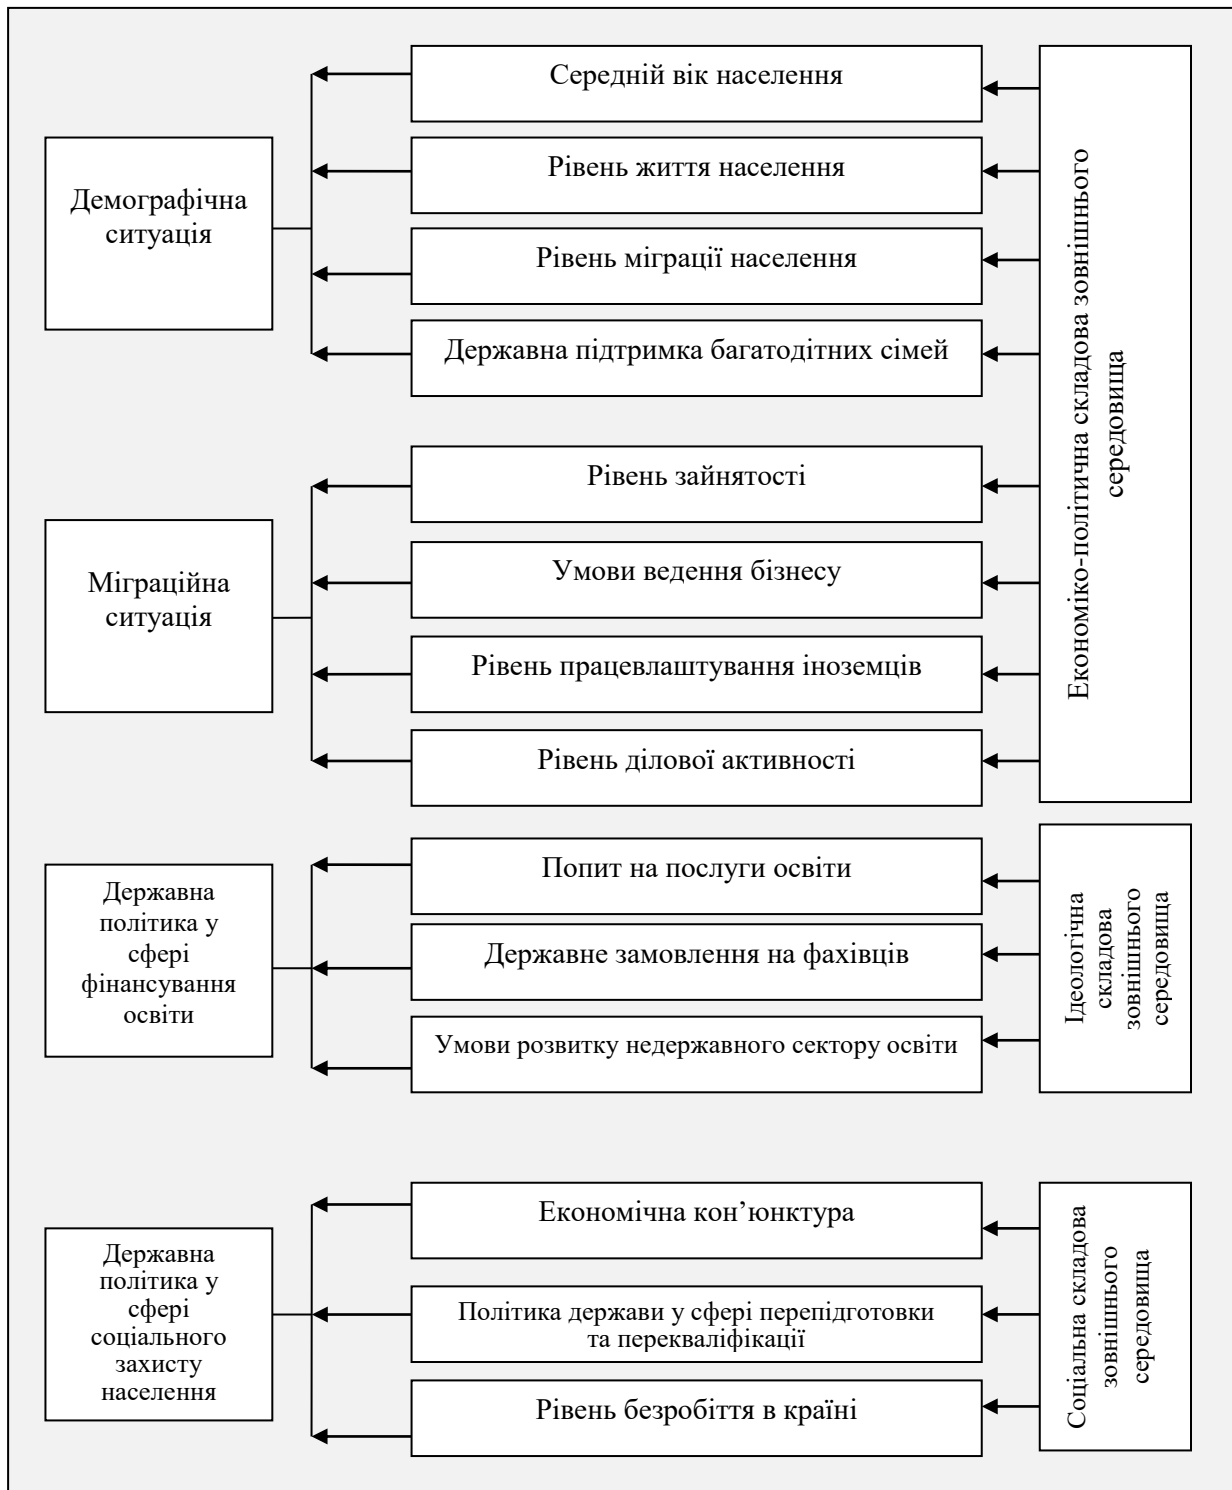 Середній вік населення
Рівень життя населення
Демографічна
ситуація
Рівень міграції населення
Державна підтримка багатодітних сімей
Економіко-політична складова зовнішнього
середовища
Рівень зайнятості
Міграційна
ситуація
Умови ведення бізнесу
Рівень працевлаштування іноземців
Рівень ділової активності
Державна
політика у
сфері
фінансування
освіти
Попит на послуги освіти
Державне замовлення на фахівців
Умови розвитку недержавного сектору освіти
Ідеологічна
складова
зовнішнього
середовища
Державна
політика у
сфері
соціального
захисту
населення
Економічна кон’юнктура
Політика держави у сфері перепідготовки
та перекваліфікації
Рівень безробіття в країні
Соціальна складова
зовнішнього
середовища